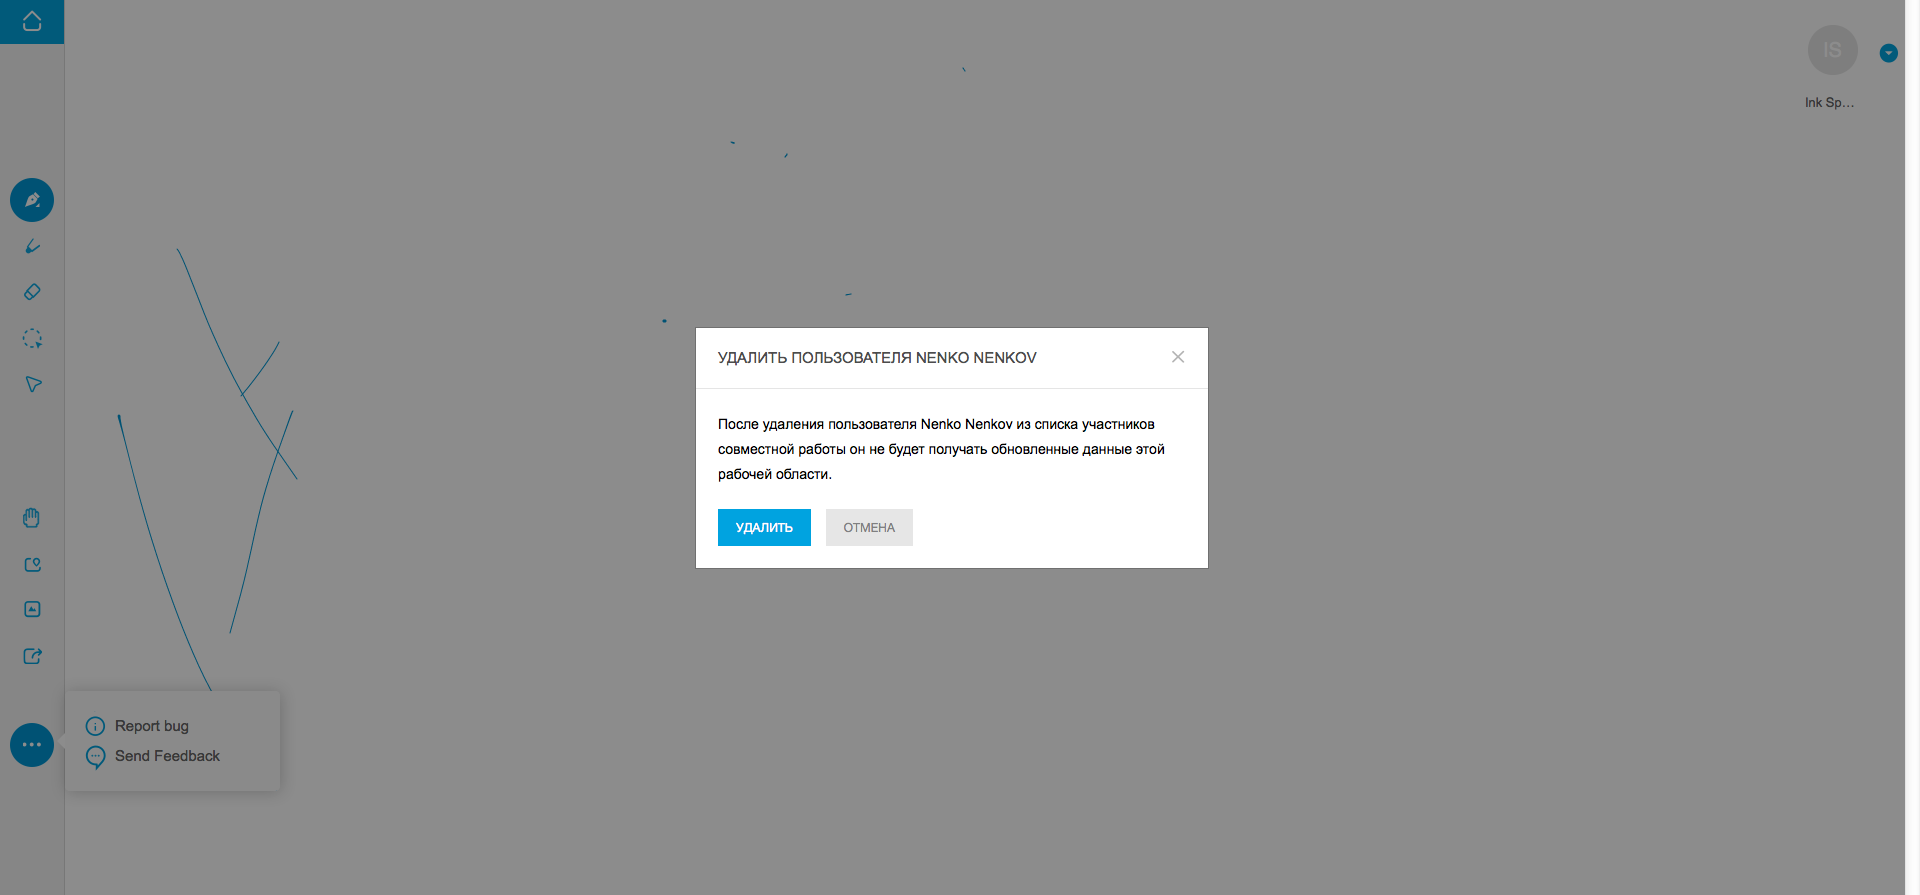 IS
Ink Sp...
УДАЛИТЬ ПОЛЬЗОВАТЕЛЯ NENKO NENKOV
После удаления пользователя Nenko Nenkov из списка участников
совместной работы он не будет получать обновленные данные этой
рабочей области.
УДАЛИТЬ
ОТМЕНА
Report bug
Send Feedback